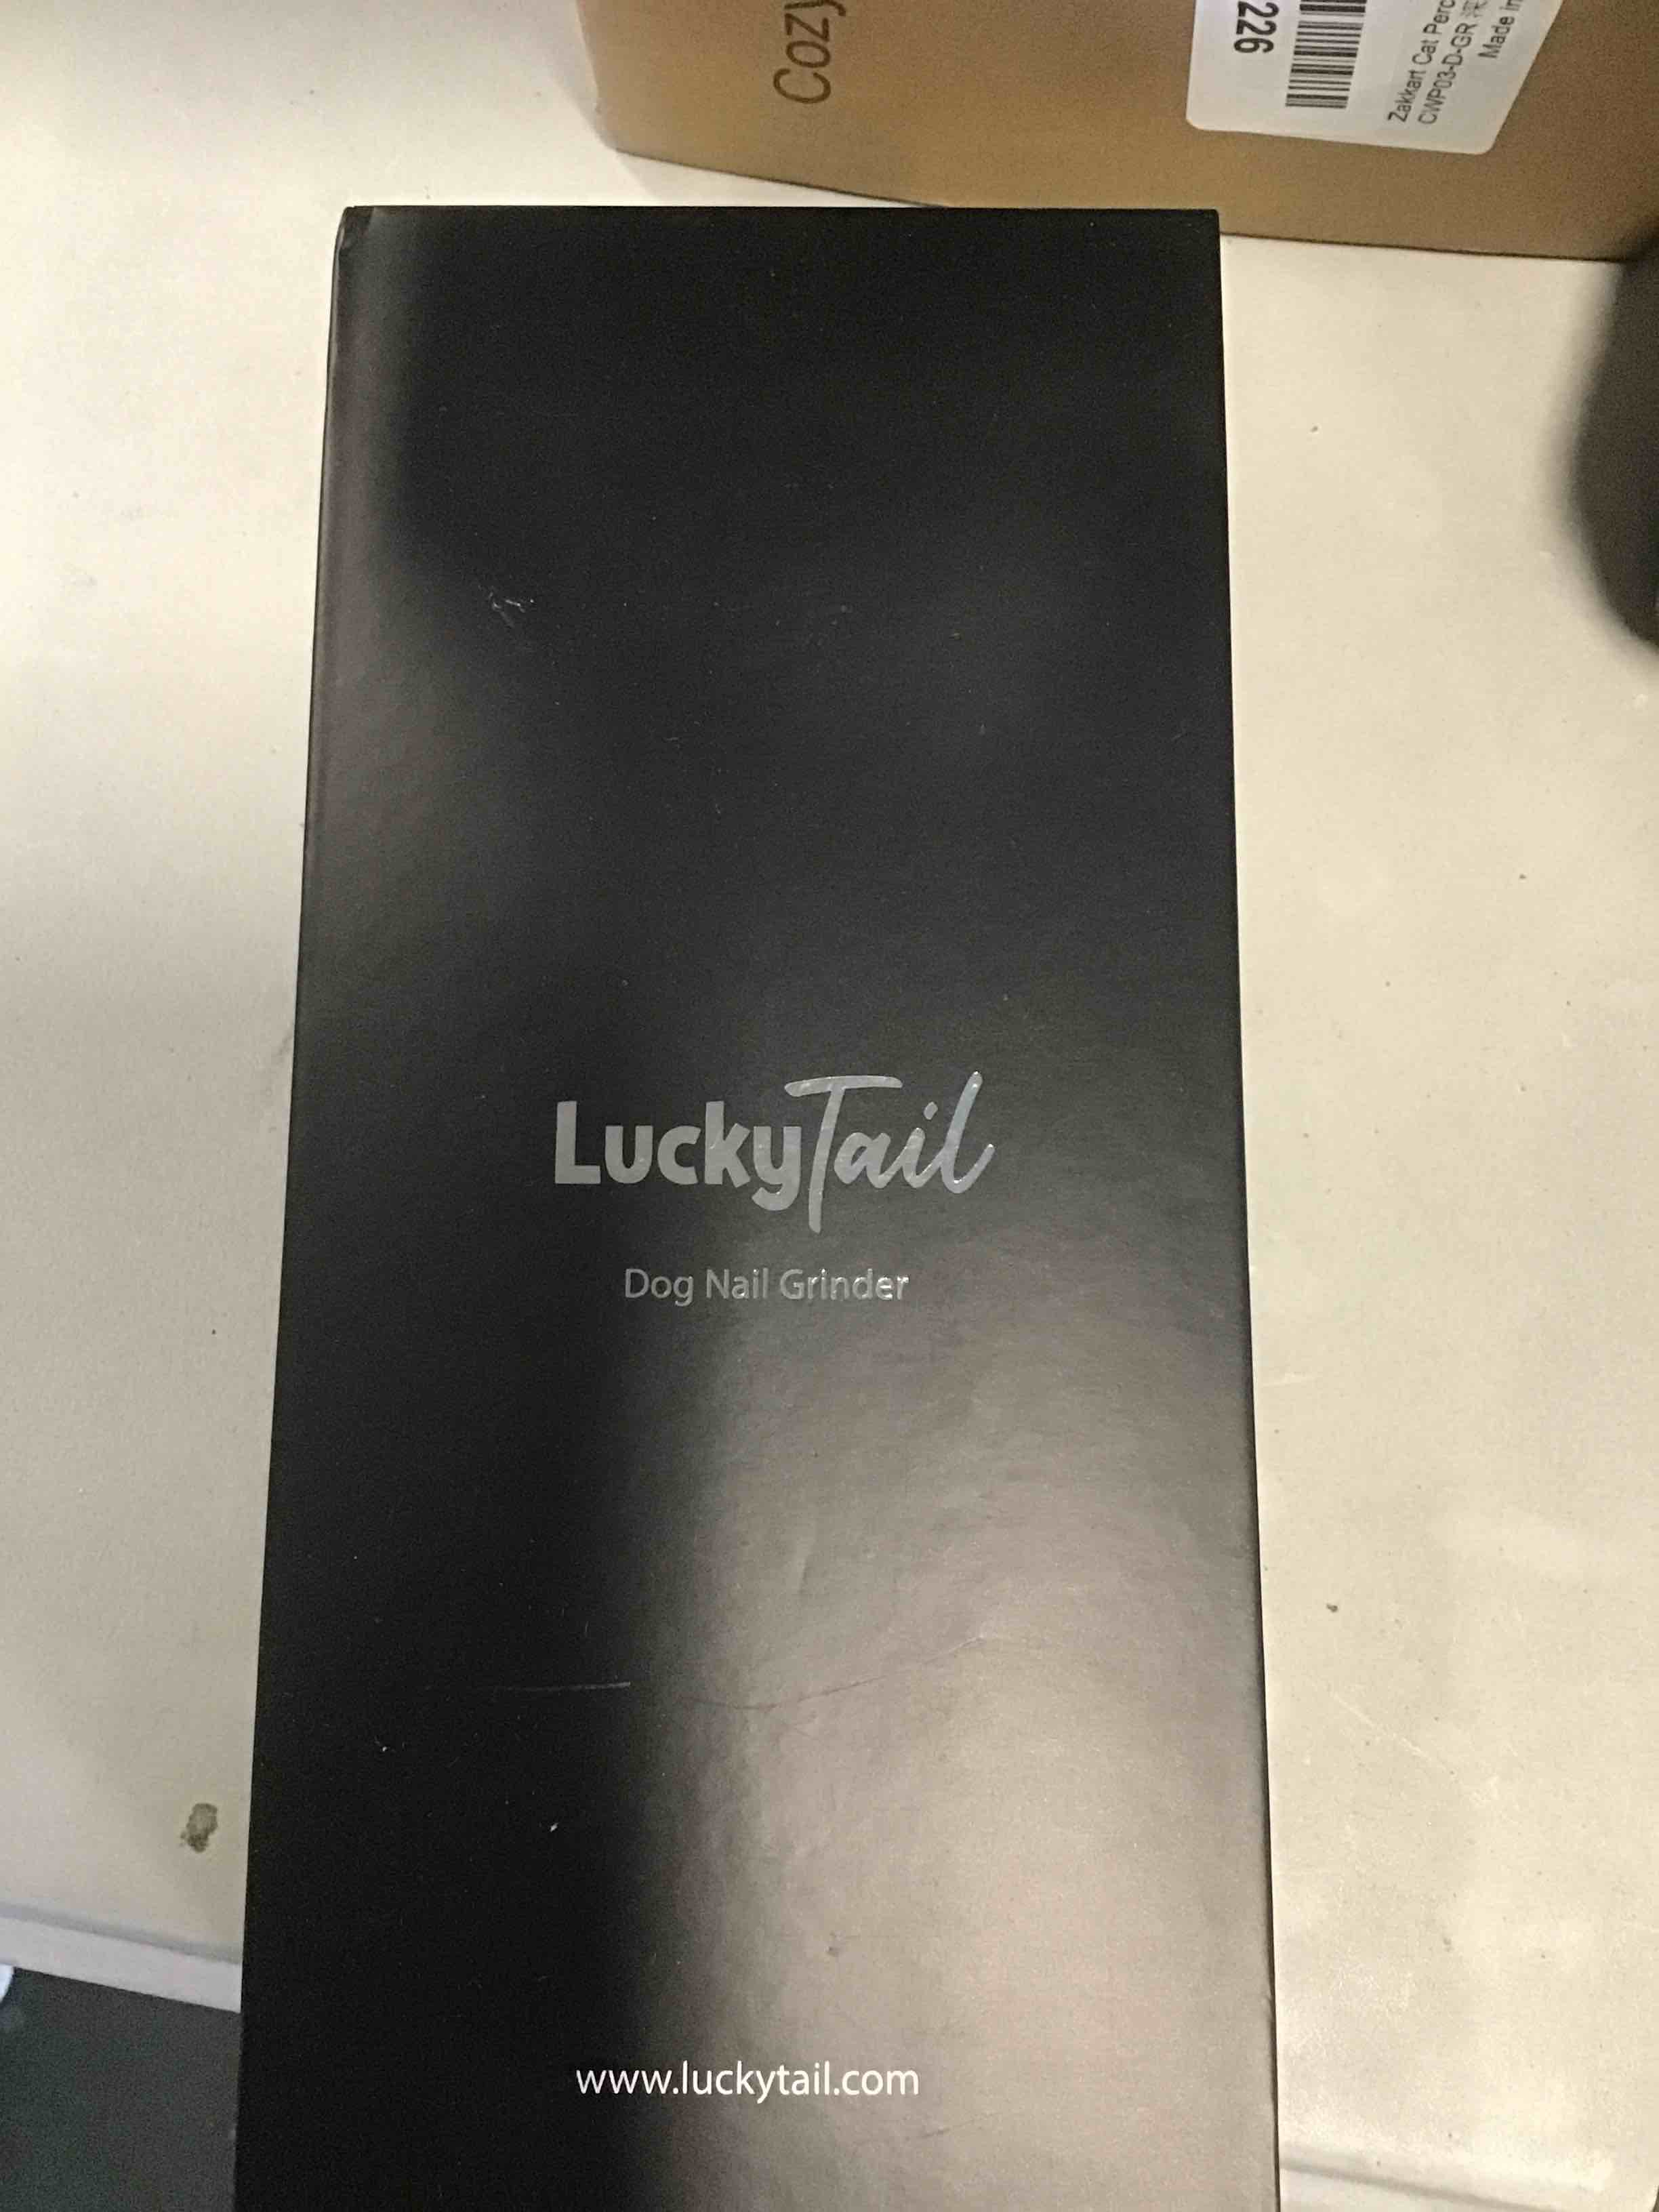 Cozy
226
Zakkart Cat Perc
CWP03-D-GR
Made in
LuckyTail
Dog Nail Grinder
www.luckytail.com